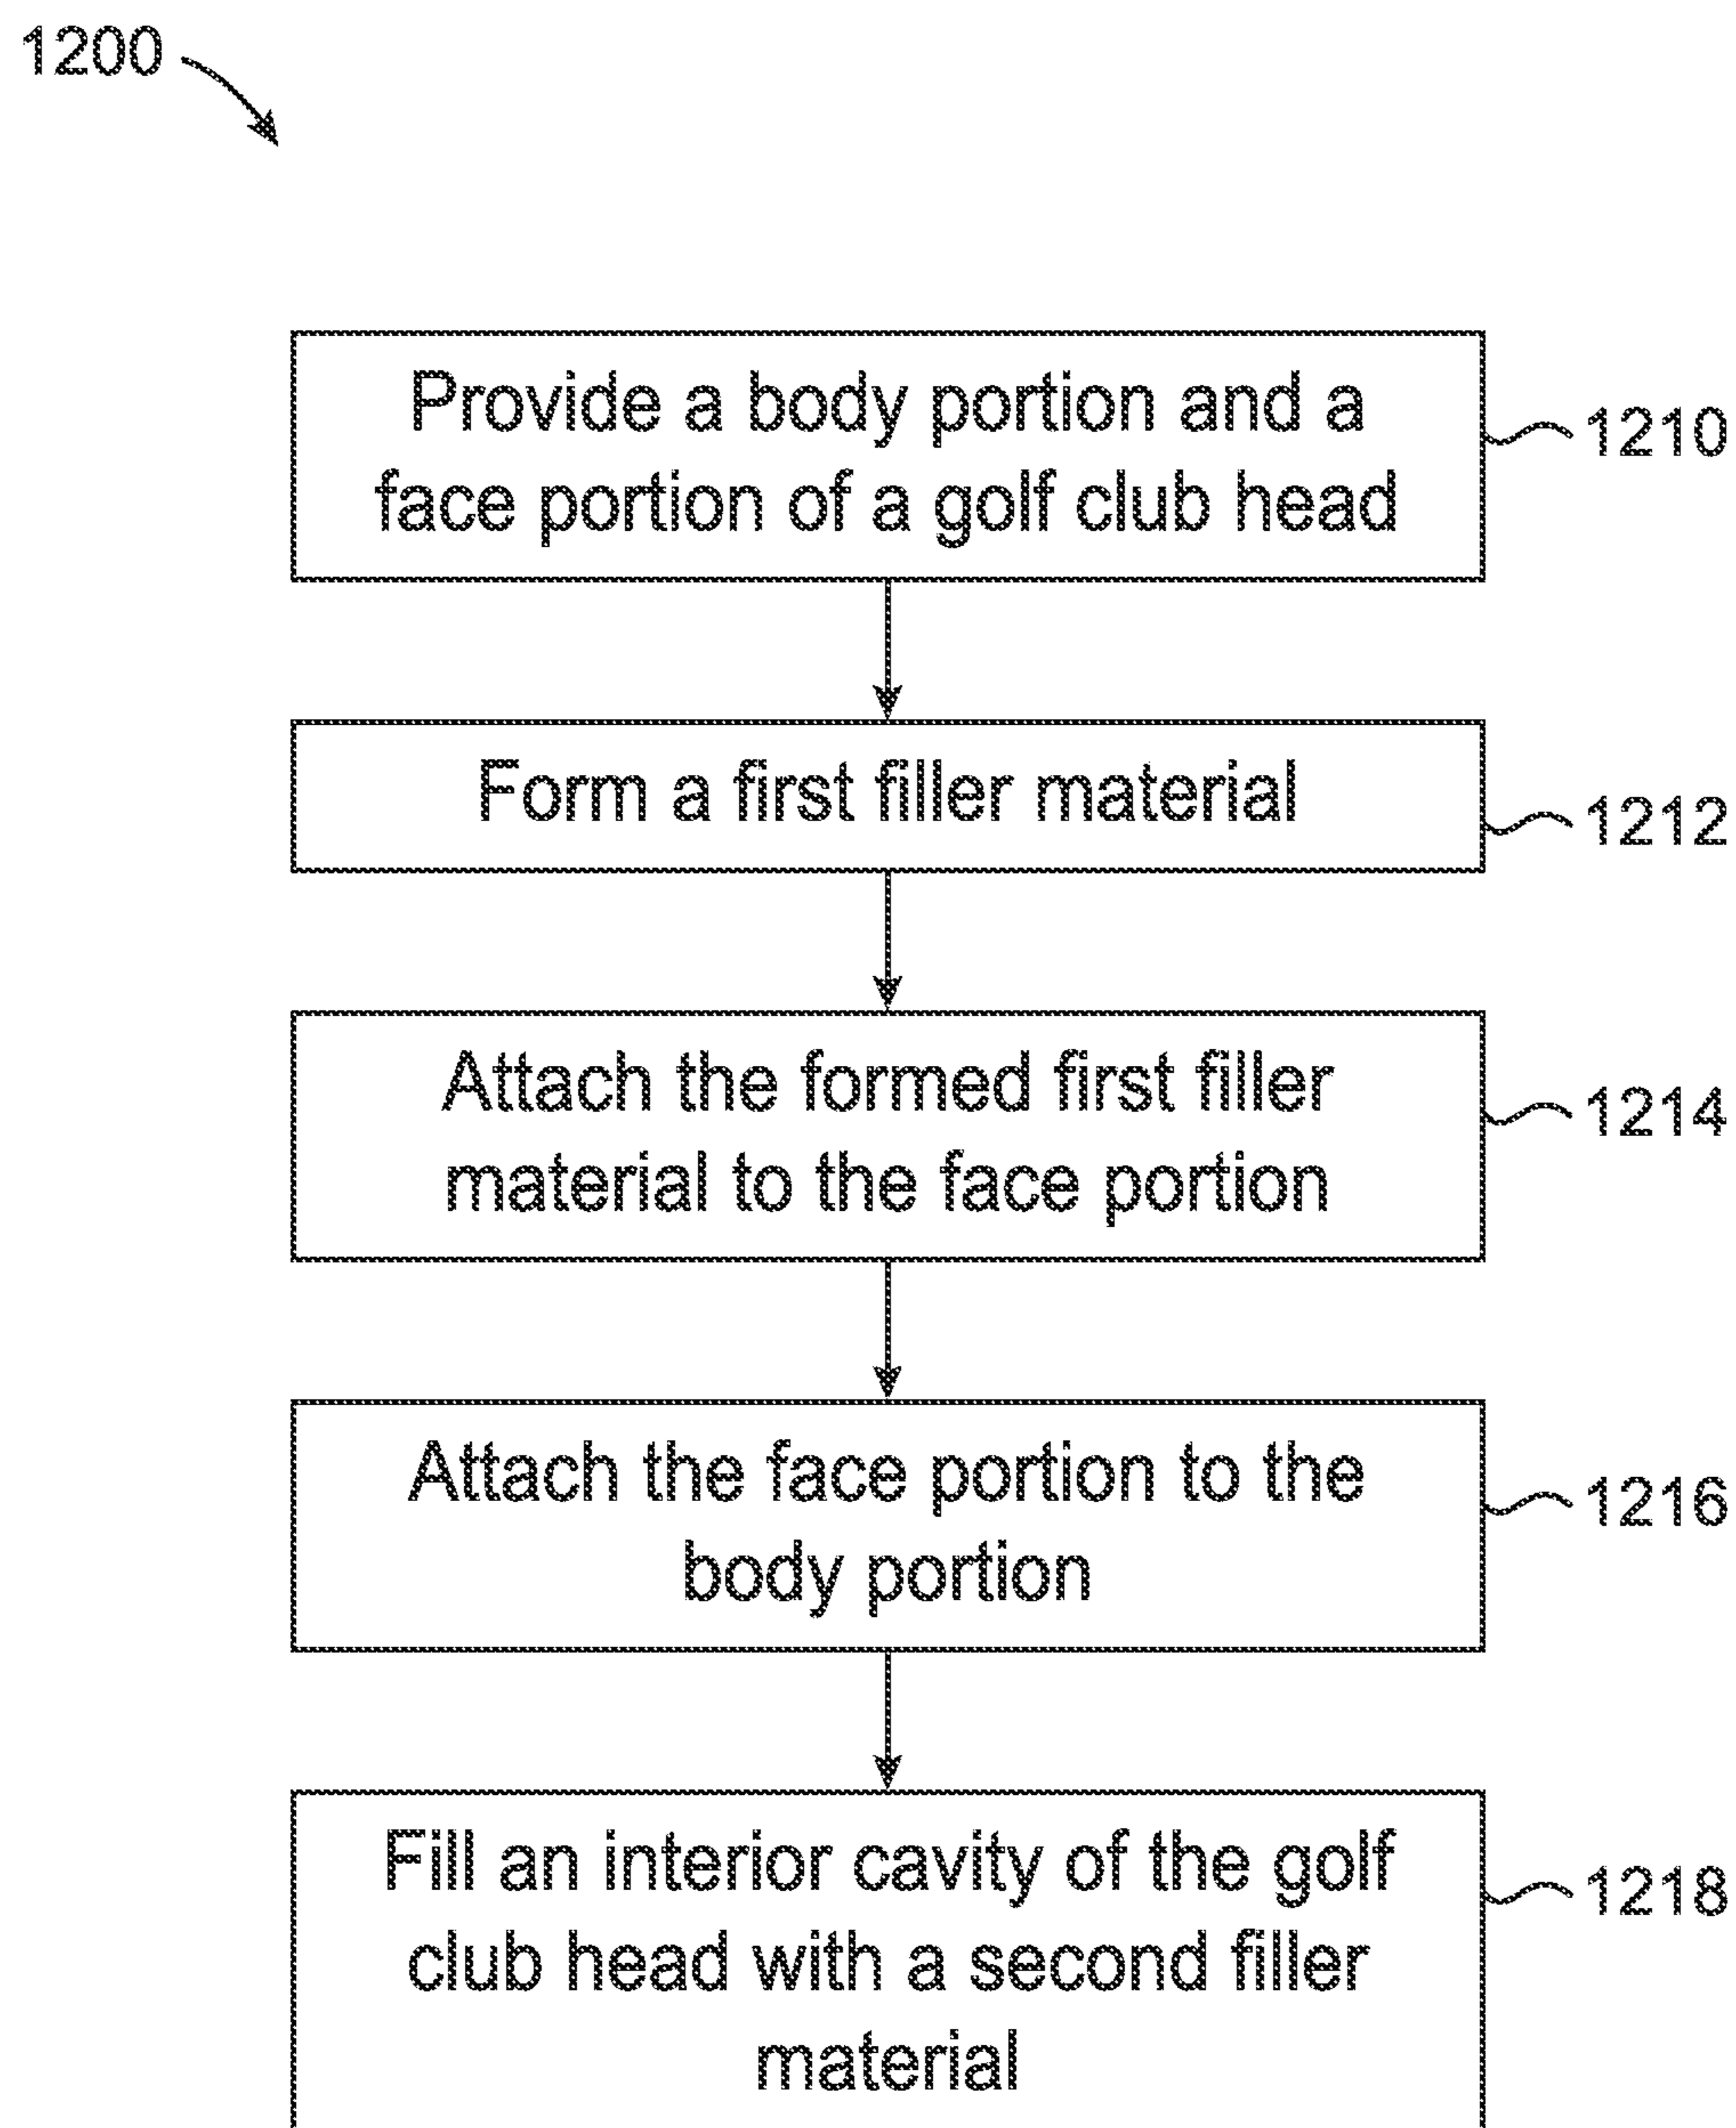 1200
Provide a body portion and a
face portion of a golf club head
1210
Form a first filler material
1212
Attach the formed first filler
material to the face portion
1214
Attach the face portion to the
body portion
1216
Fill an interior cavity of the golf
club head with a second filler
material
1218